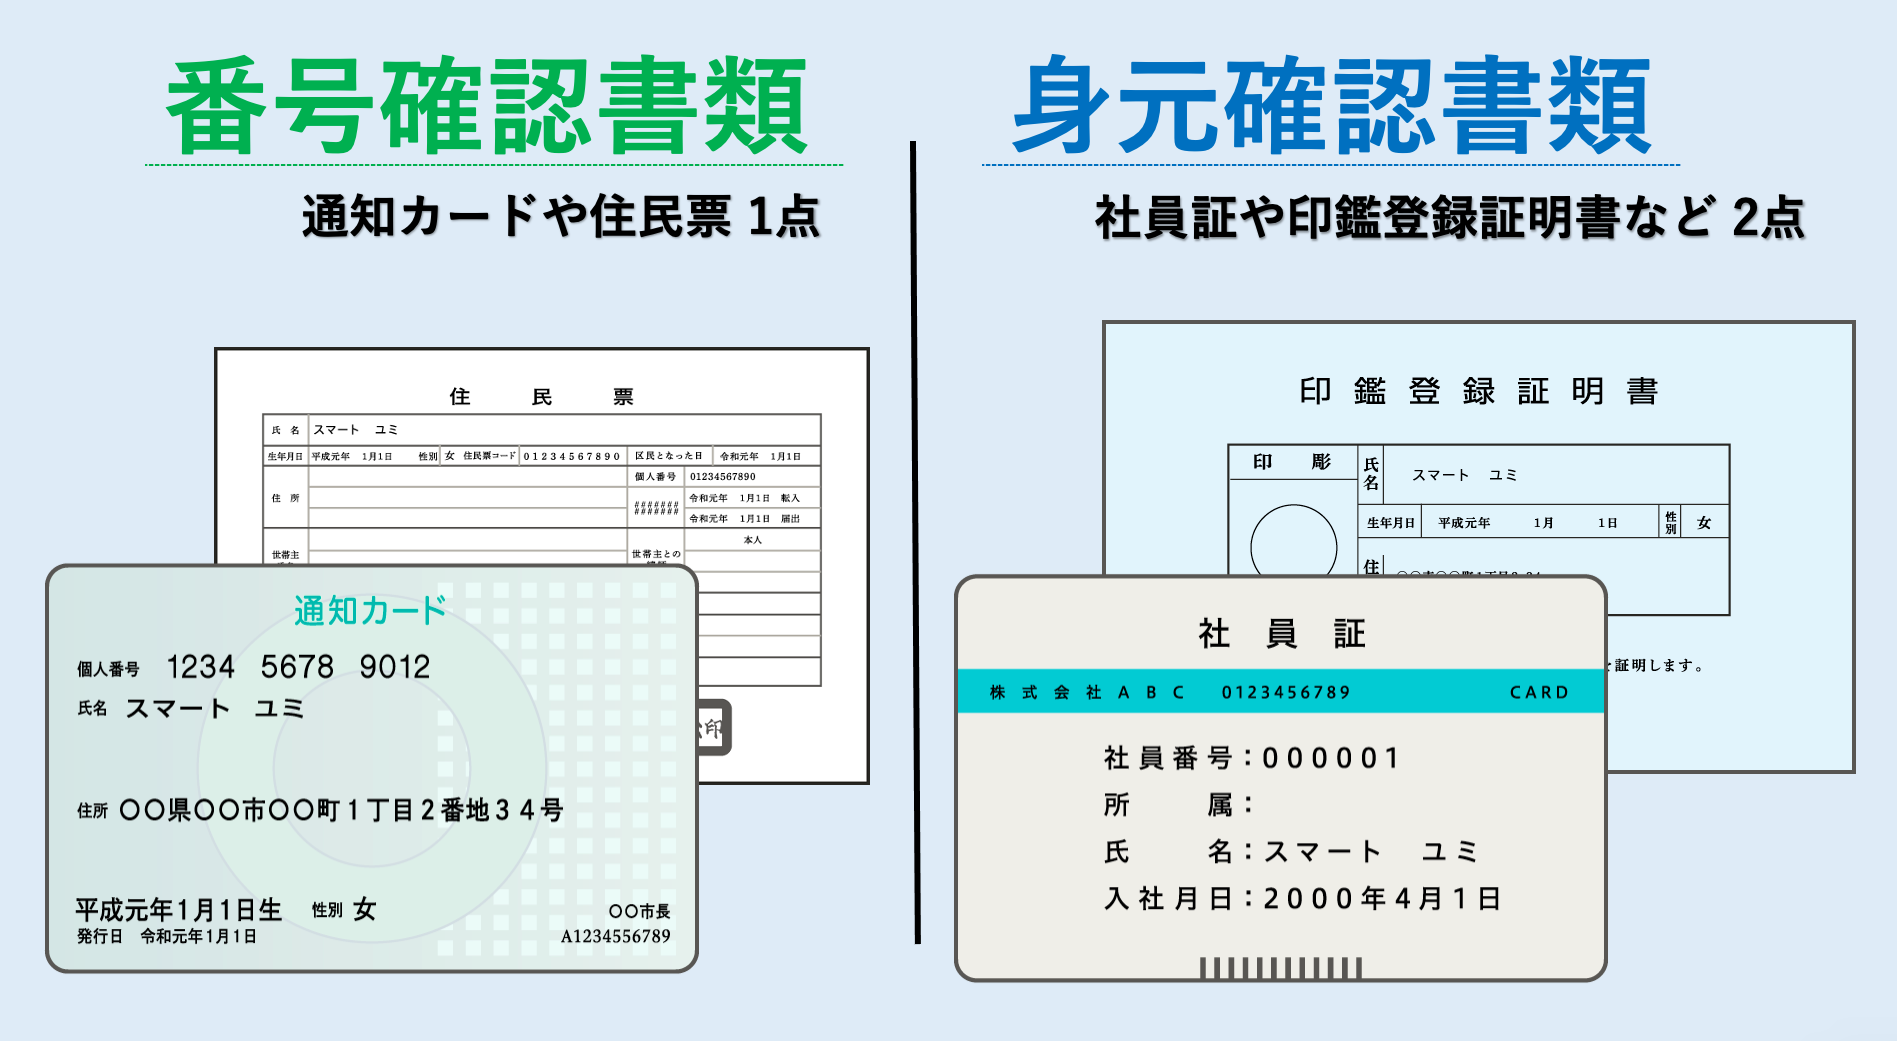 番号確認書類
通知カードや住民票 1点
住　民　票
氏 名 スマート ユミ
生年月日 平成元年 1月1日 性別 女 住民票コード 01234567890 区民となった日 令和元年 1月1日
個人番号 01234567890
住 所 ####### 令和元年 1月1日 転入
####### 令和元年 1月1日 届出
本人
世帯主 世帯主との
印
通知カード
個人番号 1234 5678 9012
氏名 スマート ユミ
住所 〇〇県〇〇市〇〇町１丁目２番地３４号
平成元年1月1日生 性別 女
発行日 令和元年1月1日
〇〇市長
A1234556789
身元確認書類
社員証や印鑑登録証明書など 2点
印鑑登録証明書
印 彫 氏名 スマート ユミ
生年月日 平成元年 1月 1日 性別 女
住
証明します。
社 員 証
株式会社ABC 0123456789 CARD
社員番号：000001
所属：
氏名：スマート ユミ
入社月日：2000年4月1日